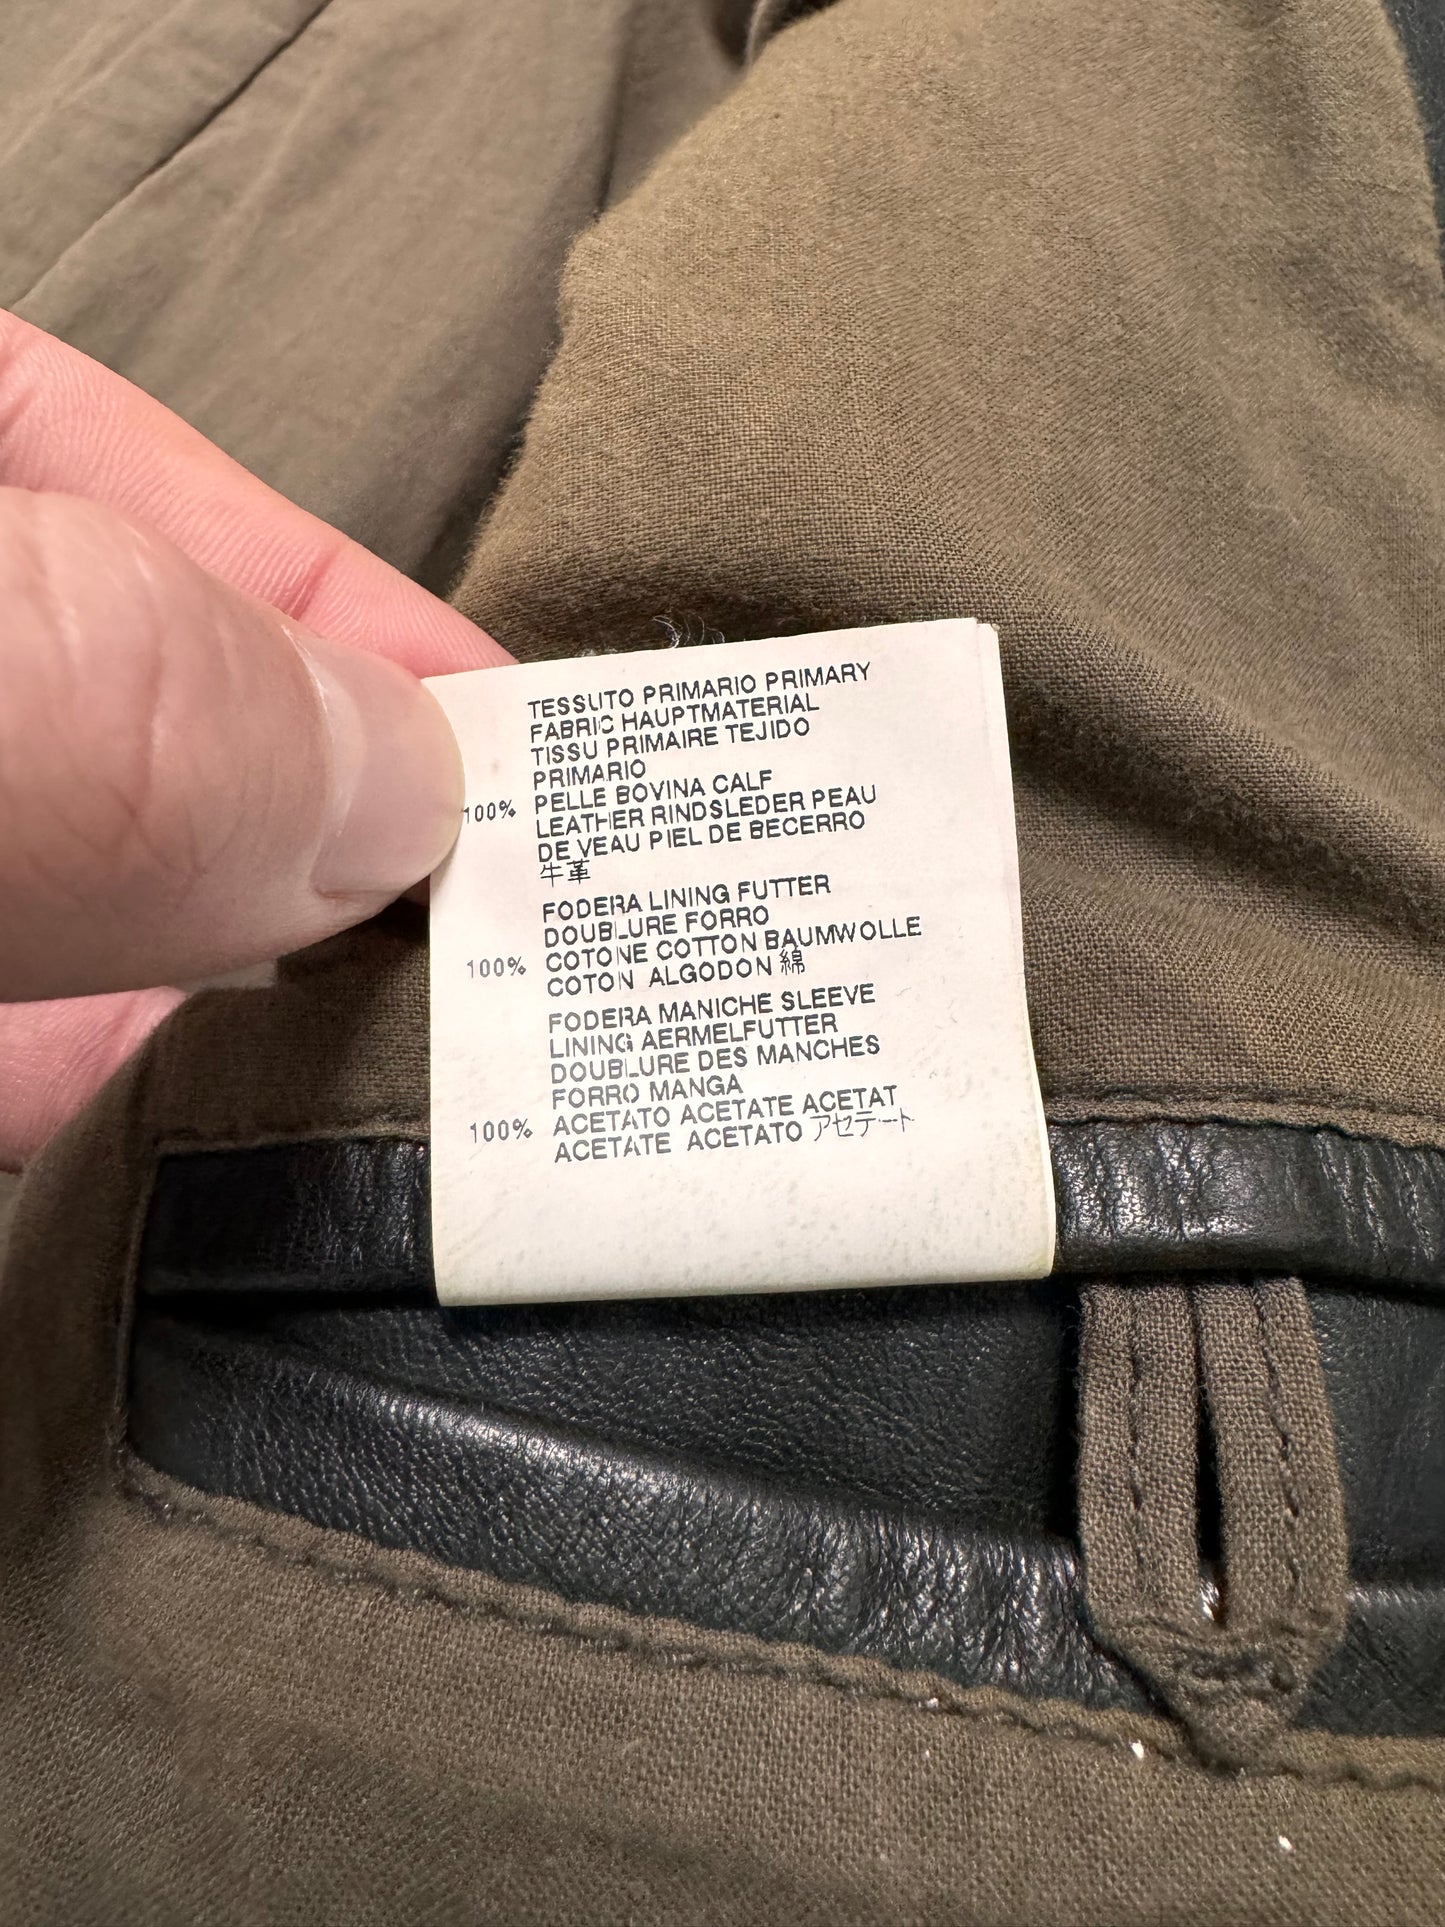 TESSUTO PRIMARIO PRIMARY
FABRIC HAUPTMATERIAL
TISSU PRIMAIRE TEJIDO
PRIMARIO
100% PELLE BOVINA CALF
LEATHER RINDSLEDER PEAU
DE VEAU PIEL DE BECERRO
牛革
FODERA LINING FUTTER
DOUBLURE FORRO
100% COTONE COTTON BAUMWOLLE
COTON ALGODON 綿
FODERA MANICHE SLEEVE
LINING AERMELFUTTER
DOUBLURE DES MANCHES
FORRO MANGA
100% ACETATO ACETATE ACETAT
ACETATE ACETATO アセテート